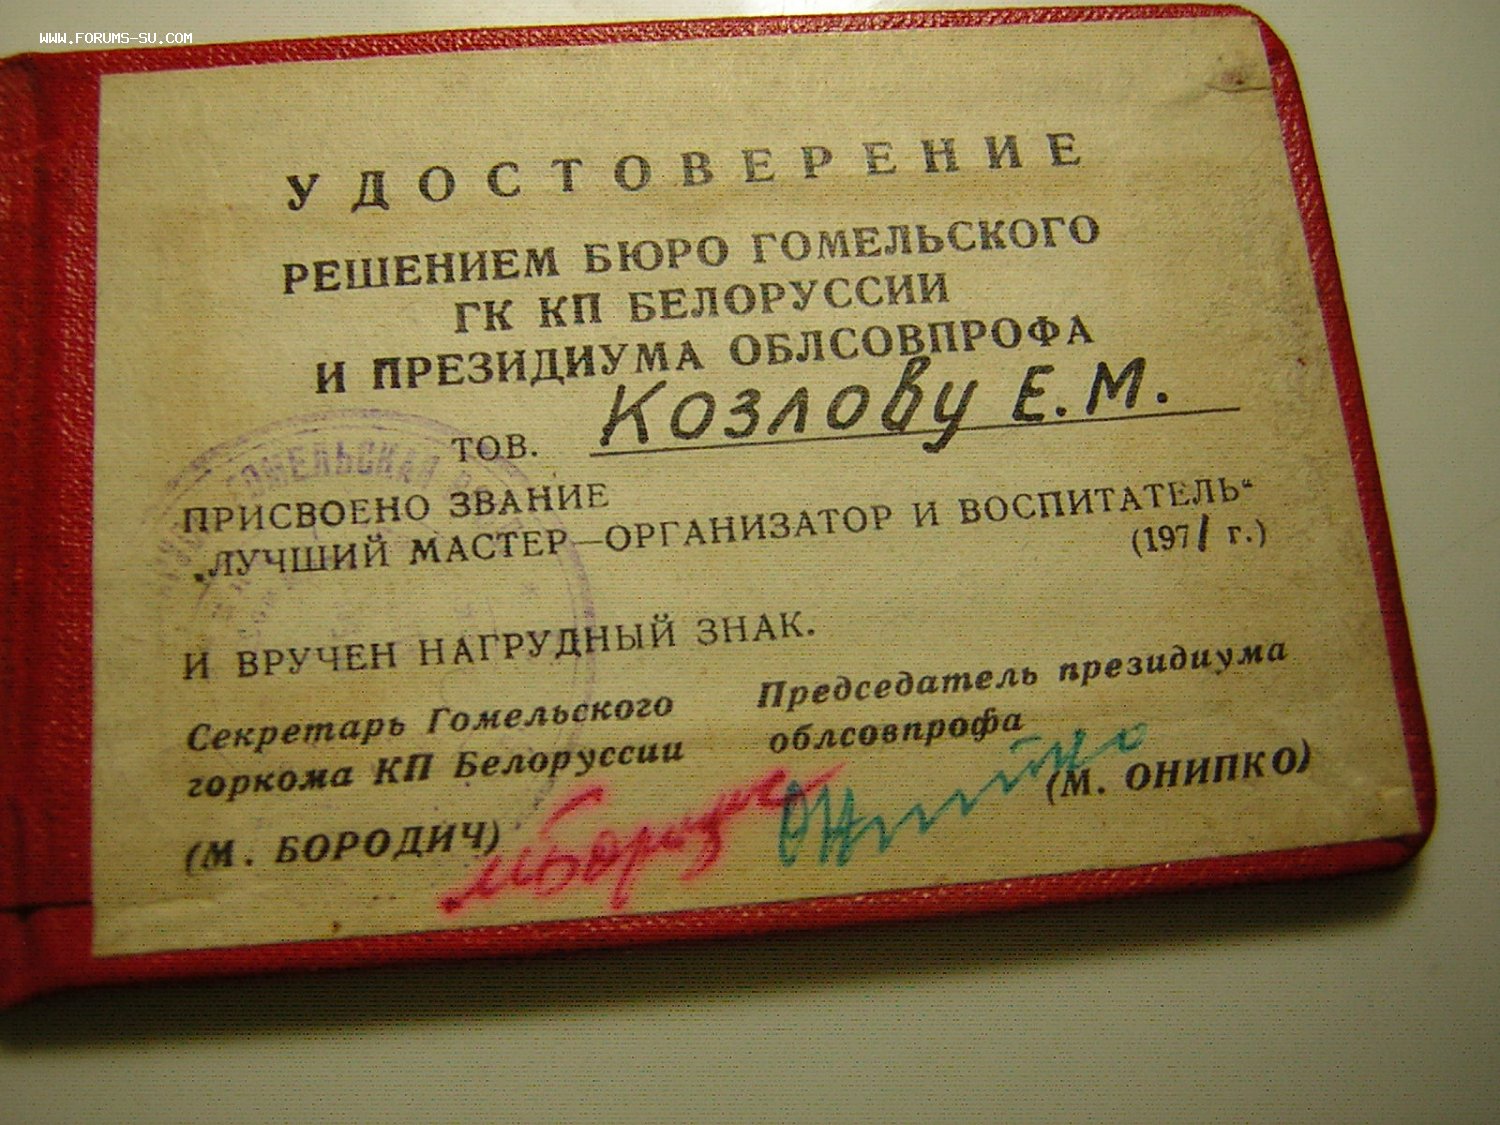 WWW.FORUMS-SU.COM
УДОСТОВЕРЕНИЕ
РЕШЕНИЕМ БЮРО ГОМЕЛЬСКОГО
ГК КП БЕЛОРУССИИ
И ПРЕЗИДИУМА ОБЛСОВПРОФА
ТОВ. Козлову Е.М.
ПРИСВОЕНО ЗВАНИЕ
„ЛУЧШИЙ МАСТЕР—ОРГАНИЗАТОР И ВОСПИТАТЕЛЬ“
(1971 г.)
И ВРУЧЕН НАГРУДНЫЙ ЗНАК.
Секретарь Гомельского
горкома КП Белоруссии
(М. БОРОДИЧ)
Председатель президиума
облсовпрофа
(М. ОНИПКО)
ГОМЕЛЬСКАЯ